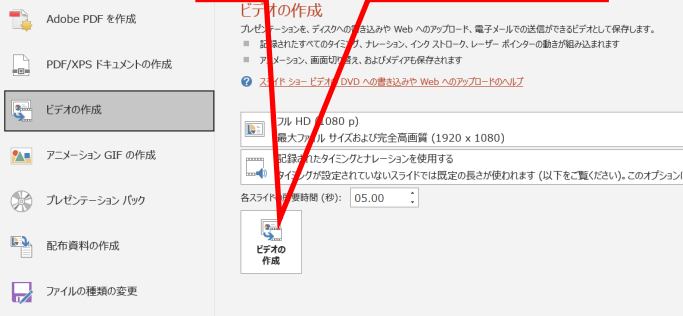 Adobe PDF を作成
PDF/XPS ドキュメントの作成
ビデオの作成
アニメーション GIF の作成
プレゼンテーション パック
配布資料の作成
ファイルの種類の変更
ビデオの作成
プレゼンテーションを、ディスクへの書き込みや Web へのアップロード、電子メールでの送信ができるビデオとして保存します。
記録されたすべてのタイミング、ナレーション、インク ストローク、レーザー ポインターの動きが組み込まれます
アニメーション、画面切り替え、およびメディアも保存されます
スライド ショー ビデオの DVD への書き込みや Web へのアップロードのヘルプ
フル HD (1080 p)
最大ファイル サイズおよび完全高画質 (1920 x 1080)
記録されたタイミングとナレーションを使用する
タイミングが設定されていないスライドでは既定の長さが使われます (以下をご覧ください)。このオプションに
各スライドの所要時間 (秒): 05.00
ビデオの
作成